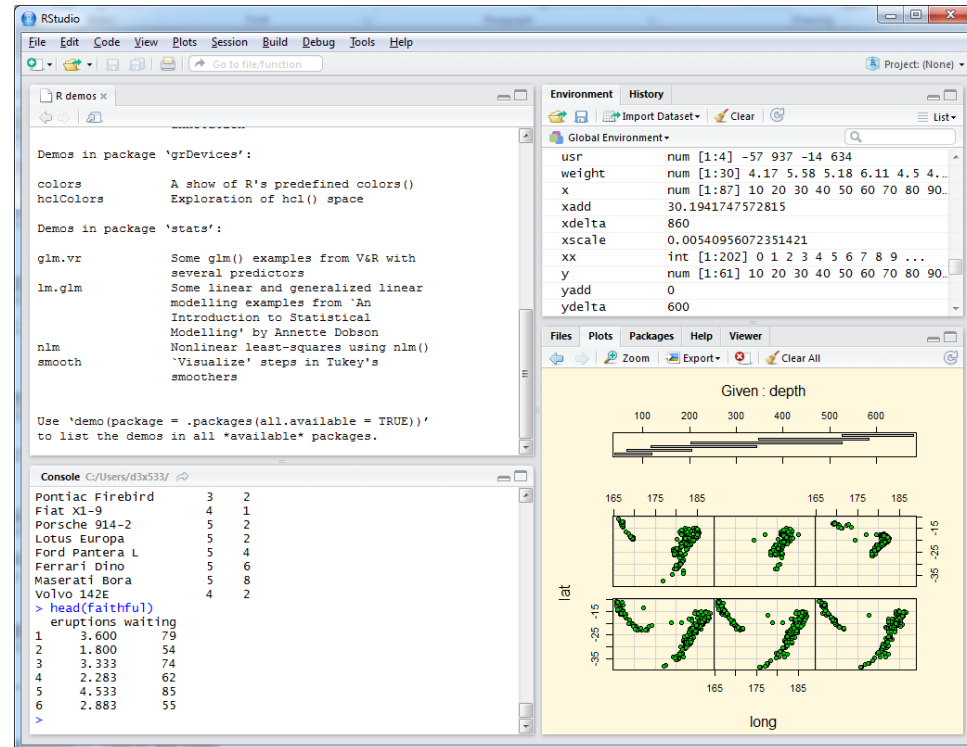 RStudio
File Edit Code View Plots Session Build Debug Tools Help
Go to file/function
Project: (None)
R demos
Demos in package ‘grDevices’:
colors A show of R's predefined colors()
hclColors Exploration of hcl() space
Demos in package ‘stats’:
glm.vr Some glm() examples from V&R with
several predictors
lm.glm Some linear and generalized linear
modelling examples from `An
Introduction to Statistical
Modelling' by Annette Dobson
nlm Nonlinear least-squares using nlm()
smooth `Visualize' steps in Tukey's
smoothers
Use ‘demo(package = .packages(all.available = TRUE))’
to list the demos in all *available* packages.
Console C:/Users/d3x533/
Pontiac Firebird 3 2
Fiat X1-9 4 1
Porsche 914-2 5 2
Lotus Europa 5 2
Ford Pantera L 5 4
Ferrari Dino 5 6
Maserati Bora 5 8
Volvo 142E 4 2
> head(faithful)
eruptions waiting
1 3.600 79
2 1.800 54
3 3.333 74
4 2.283 62
5 4.533 85
6 2.883 55
>
Environment History
Import Dataset Clear List
Global Environment
usr num [1:4] -57 937 -14 634
weight num [1:30] 4.17 5.58 5.18 6.11 4.5 4...
x num [1:87] 10 20 30 40 50 60 70 80 90...
xadd 30.1941747572815
xdelta 860
xscale 0.00540956072351421
xx int [1:202] 0 1 2 3 4 5 6 7 8 9 ...
y num [1:61] 10 20 30 40 50 60 70 80 90...
yadd 0
ydelta 600
Files Plots Packages Help Viewer
Zoom Export Clear All
Given : depth
100 200 300 400 500 600
165 175 185 165 175 185
-15 -25 -35
lat
-15 -25 -35
165 175 185
long